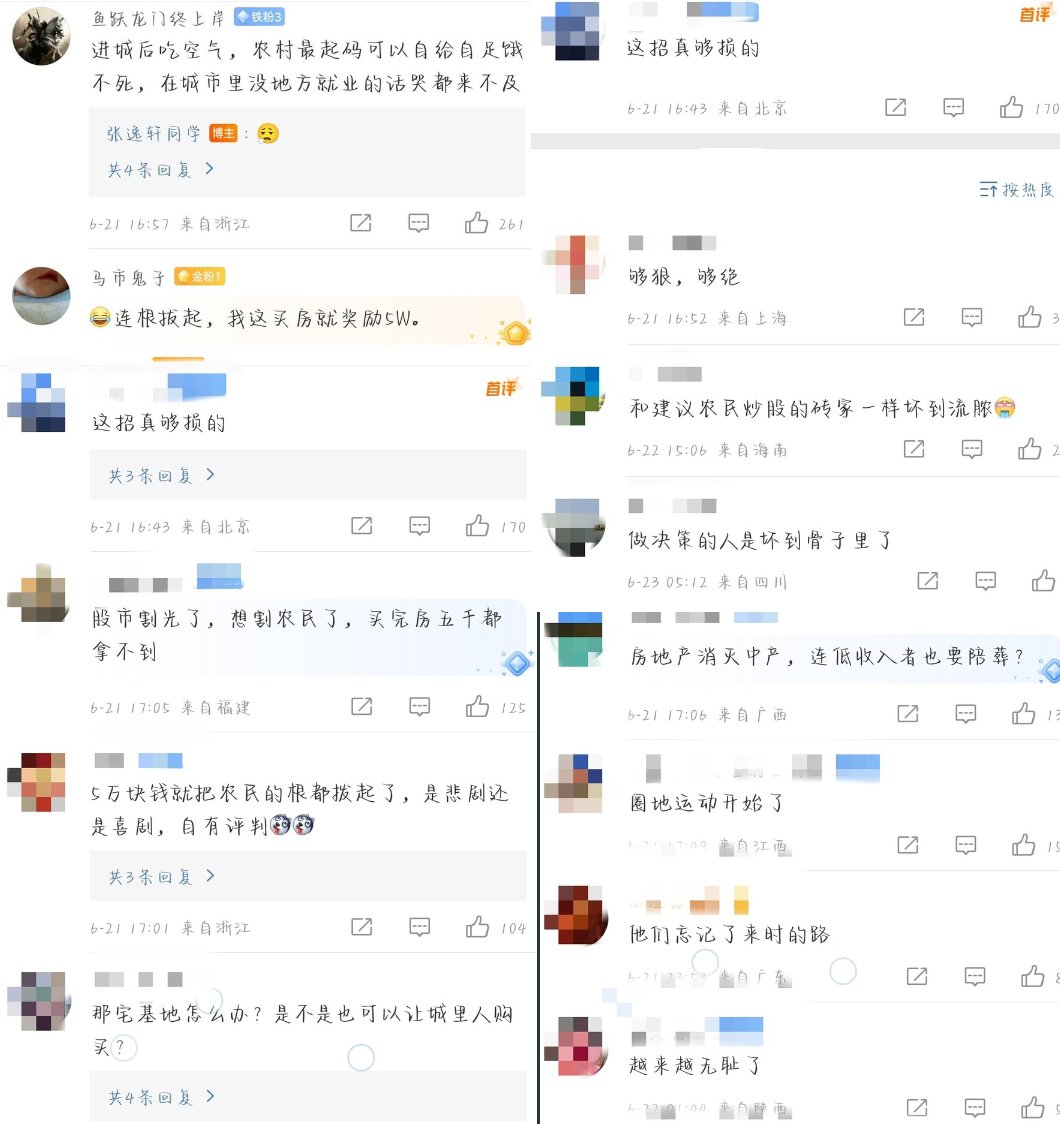 鱼跃龙门终上岸 铁粉3
进城后吃空气，农村最起码可以自给自足饿
不死，在城市里没地方就业的话哭都来不及
张逸轩同学 博主：
共4条回复 >
6-21 16:57 来自浙江 261
马市鬼子 金粉1
连根拔起，我这买房就奖励5W。
首评
这招真够损的
共3条回复 >
6-21 16:43 来自北京 170
股市割光了，想割农民了，买完房五千都
拿不到
6-21 17:05 来自福建 125
5万块钱就把农民的根都拔起了，是悲剧还
是喜剧，自有评判
共3条回复 >
6-21 17:01 来自浙江 104
那宅基地怎么办？是不是也可以让城里人购
买？
共4条回复 >
首评
这招真够损的
6-21 16:43 来自北京 170
按热度
够狠，够绝
6-21 16:52 来自上海 3
和建议农民炒股的砖家一样坏到流脓
6-22 15:06 来自海南 2
做决策的人是坏到骨子里了
6-23 05:12 来自四川
房地产消灭中产，连低收入者也要陪葬？
6-21 17:06 来自广西 13
圈地运动开始了
6-21 17:49 来自江西 15
他们忘记了来时的路
6-21 22:52 来自广东 8
越来越无耻了
6-22 01:44 来自陕西 5